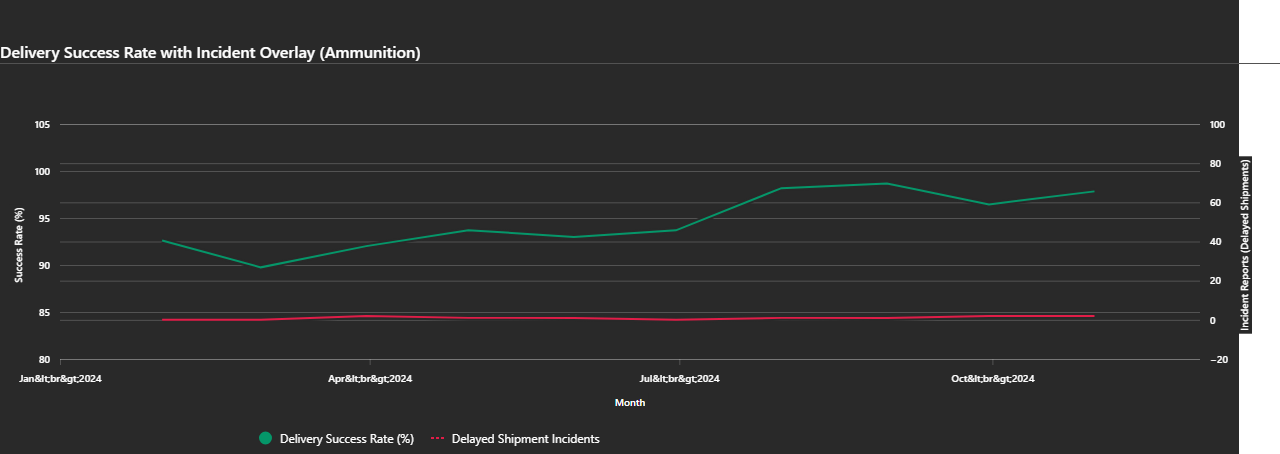 Delivery Success Rate with Incident Overlay (Ammunition)
105
100
95
90
85
80
Success Rate (%)
100
80
60
40
20
0
−20
Incident Reports (Delayed Shipments)
Jan&lt;br&gt;2024
Apr&lt;br&gt;2024
Jul&lt;br&gt;2024
Oct&lt;br&gt;2024
Month
Delivery Success Rate (%)
Delayed Shipment Incidents